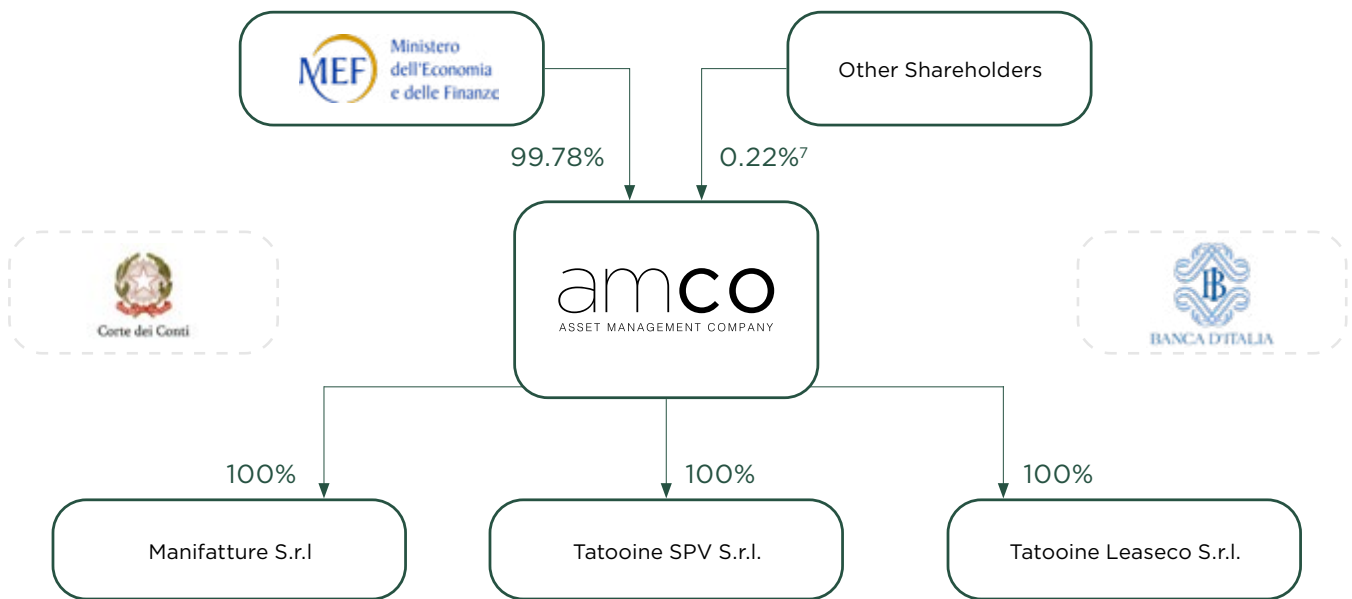 MEF
Ministero
dell'Economia
e delle Finanze
Other Shareholders
99.78%
0.22%⁷
Corte dei Conti
amco
ASSET MANAGEMENT COMPANY
BANCA D'ITALIA
100%
100%
100%
Manifatture S.r.l
Tatooine SPV S.r.l.
Tatooine Leaseco S.r.l.